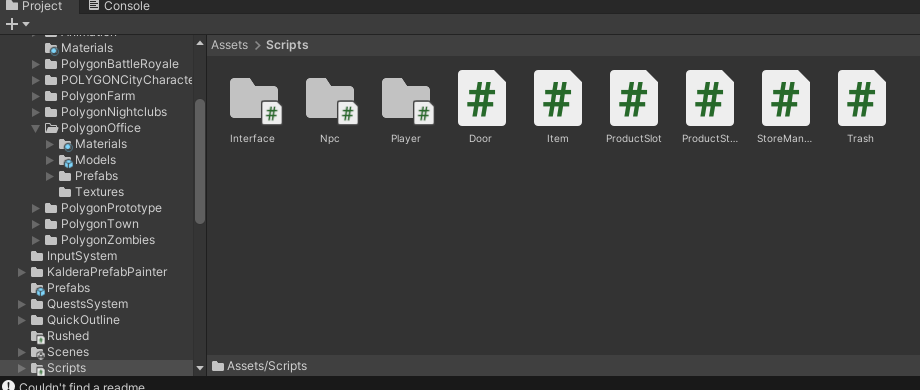 Project
Console
Animation
Materials
PolygonBattleRoyale
POLYGONCityCharacte
PolygonFarm
PolygonNightclubs
PolygonOffice
Materials
Models
Prefabs
Textures
PolygonPrototype
PolygonTown
PolygonZombies
InputSystem
KalderaPrefabPainter
Prefabs
QuestsSystem
QuickOutline
Rushed
Scenes
Scripts
Assets > Scripts
Interface
Npc
Player
Door
Item
ProductSlot
ProductSt...
StoreMan...
Trash
Assets/Scripts
Couldn't find a readme